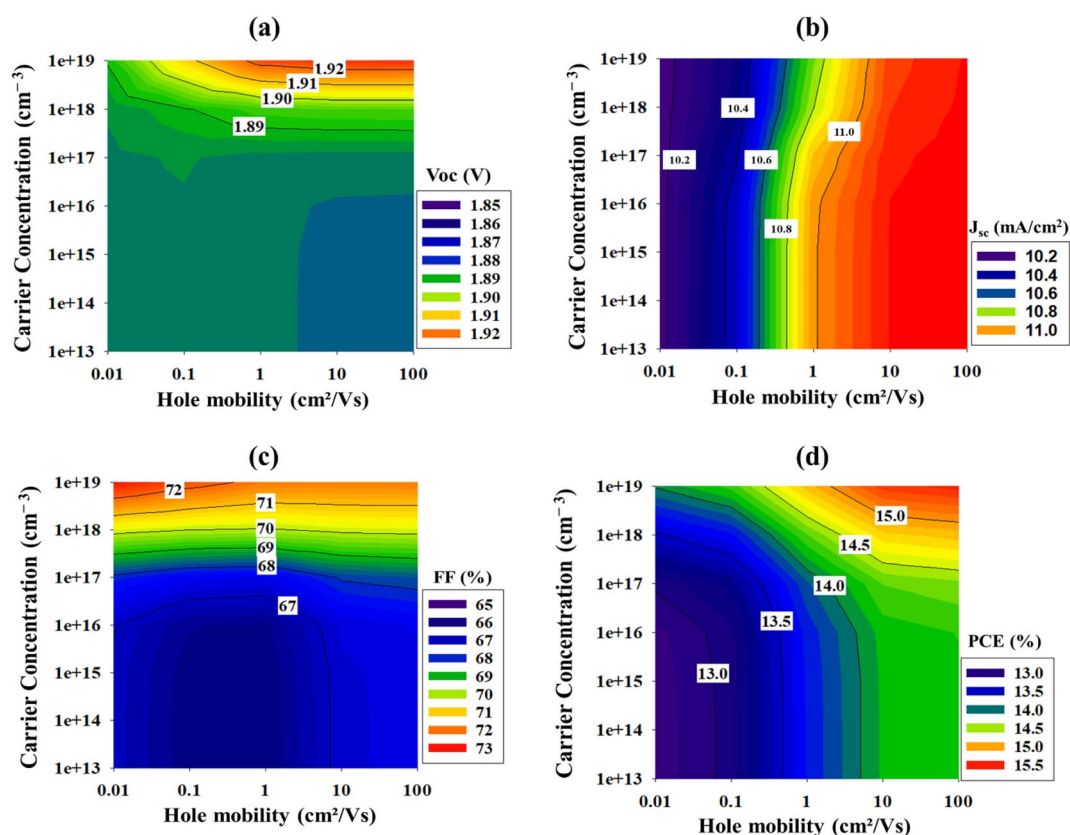 (a)
Carrier Concentration (cm⁻³)
1e+19
1e+18
1e+17
1e+16
1e+15
1e+14
1e+13
1.92
1.91
1.90
1.89
0.01 0.1 1 10 100
Hole mobility (cm²/Vs)
Voc (V)
1.85
1.86
1.87
1.88
1.89
1.90
1.91
1.92
(b)
Carrier Concentration (cm⁻³)
1e+19
1e+18
1e+17
1e+16
1e+15
1e+14
1e+13
10.4
11.0
10.2
10.6
10.8
0.01 0.1 1 10 100
Hole mobility (cm²/Vs)
Jsc (mA/cm²)
10.2
10.4
10.6
10.8
11.0
(c)
Carrier Concentration (cm⁻³)
1e+19
1e+18
1e+17
1e+16
1e+15
1e+14
1e+13
72
71
70
69
68
67
0.01 0.1 1 10 100
Hole mobility (cm²/Vs)
FF (%)
65
66
67
68
69
70
71
72
73
(d)
Carrier Concentration (cm⁻³)
1e+19
1e+18
1e+17
1e+16
1e+15
1e+14
1e+13
15.0
14.5
14.0
13.5
13.0
0.01 0.1 1 10 100
Hole mobility (cm²/Vs)
PCE (%)
13.0
13.5
14.0
14.5
15.0
15.5